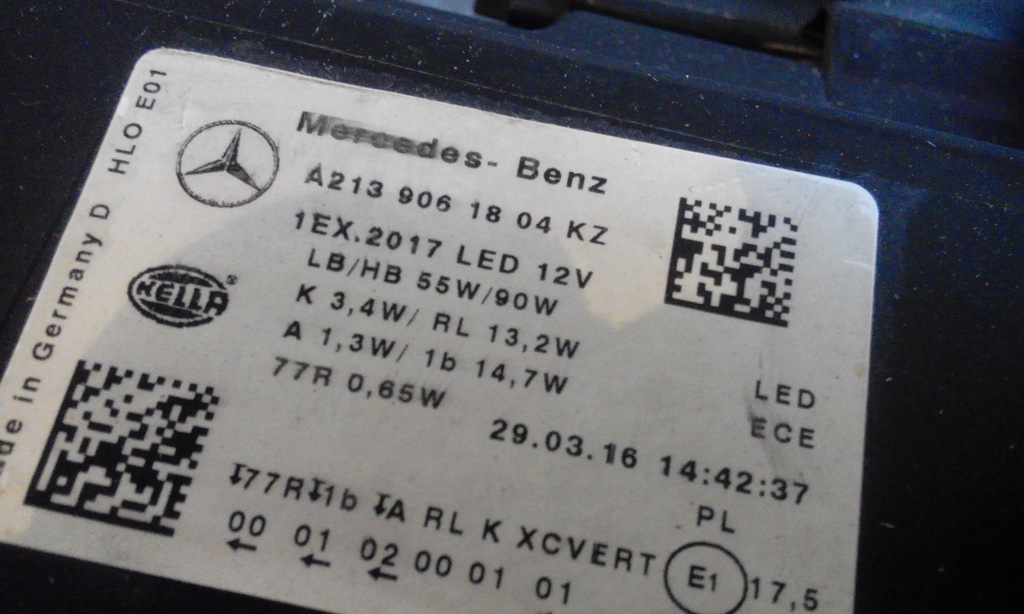 Mercedes-Benz
A213 906 18 04 KZ
1EX.2017 LED 12V
LB/HB 55W/90W
K 3,4W/ RL 13,2W
A 1,3W/ 1b 14,7W
77R 0,65W
LED
ECE
29.03.16 14:42:37
PL
77R 1b A RL K XCVERT E1 17,5
00 01 02 00 01 01
HELLA ®
Germany D HLO E01
in